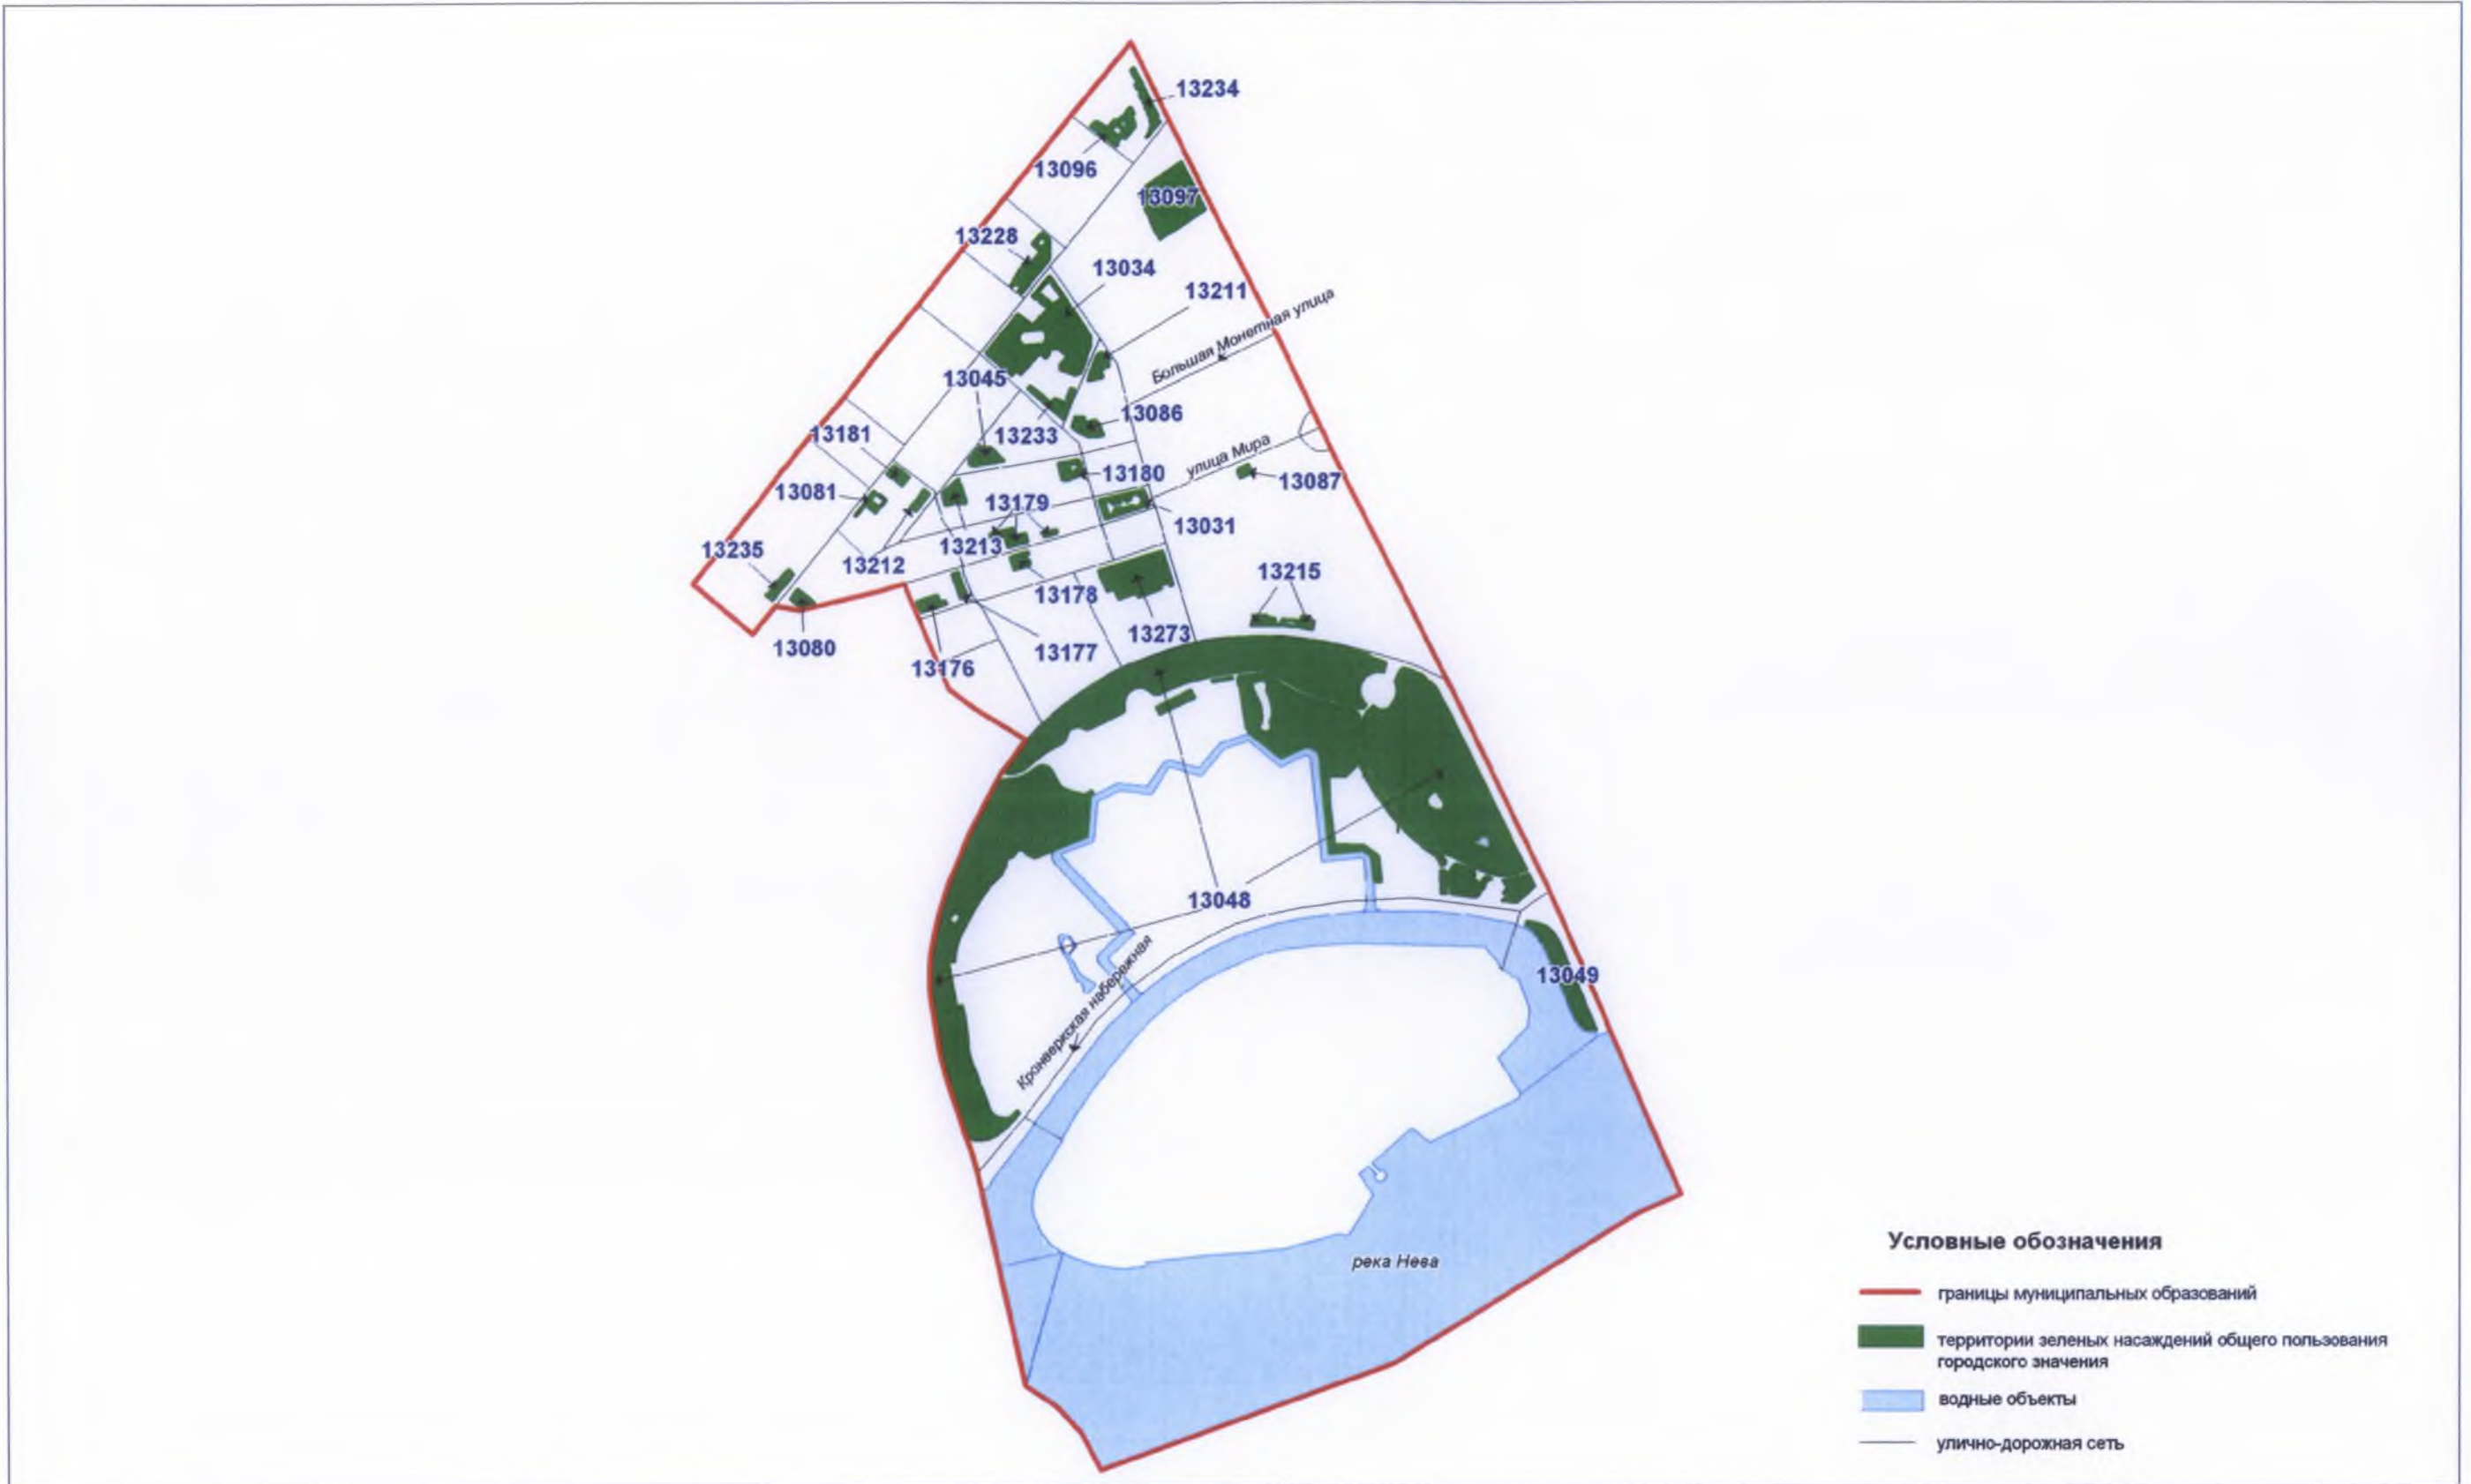 13234
13096
13097
13228
13034
13211
Большая Монетная улица
13045
13086
13181
13233
улица Мира
13180
13087
13081
13179
13031
13235
13213
13212
13215
13178
13273
13080
13177
13176
13048
Кронверкская набережная
13049
река Нева
Условные обозначения
границы муниципальных образований
территории зеленых насаждений общего пользования
городского значения
водные объекты
улично-дорожная сеть